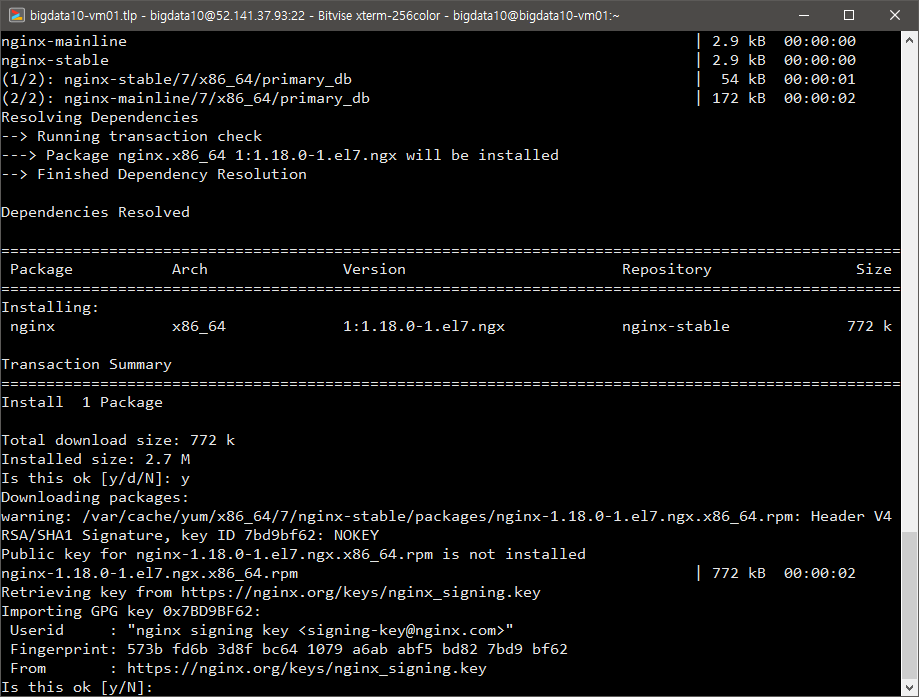 bigdata10-vm01.tlp - bigdata10@52.141.37.93:22 - Bitvise xterm-256color - bigdata10@bigdata10-vm01:~
nginx-mainline | 2.9 kB 00:00:00
nginx-stable | 2.9 kB 00:00:00
(1/2): nginx-stable/7/x86_64/primary_db | 54 kB 00:00:01
(2/2): nginx-mainline/7/x86_64/primary_db | 172 kB 00:00:02
Resolving Dependencies
--> Running transaction check
---> Package nginx.x86_64 1:1.18.0-1.el7.ngx will be installed
--> Finished Dependency Resolution
Dependencies Resolved
====================================================================================================
Package Arch Version Repository Size
====================================================================================================
Installing:
nginx x86_64 1:1.18.0-1.el7.ngx nginx-stable 772 k
Transaction Summary
====================================================================================================
Install 1 Package
Total download size: 772 k
Installed size: 2.7 M
Is this ok [y/d/N]: y
Downloading packages:
warning: /var/cache/yum/x86_64/7/nginx-stable/packages/nginx-1.18.0-1.el7.ngx.x86_64.rpm: Header V4
RSA/SHA1 Signature, key ID 7bd9bf62: NOKEY
Public key for nginx-1.18.0-1.el7.ngx.x86_64.rpm is not installed
nginx-1.18.0-1.el7.ngx.x86_64.rpm | 772 kB 00:00:02
Retrieving key from https://nginx.org/keys/nginx_signing.key
Importing GPG key 0x7BD9BF62:
Userid : "nginx signing key <signing-key@nginx.com>"
Fingerprint: 573b fd6b 3d8f bc64 1079 a6ab abf5 bd82 7bd9 bf62
From : https://nginx.org/keys/nginx_signing.key
Is this ok [y/N]: